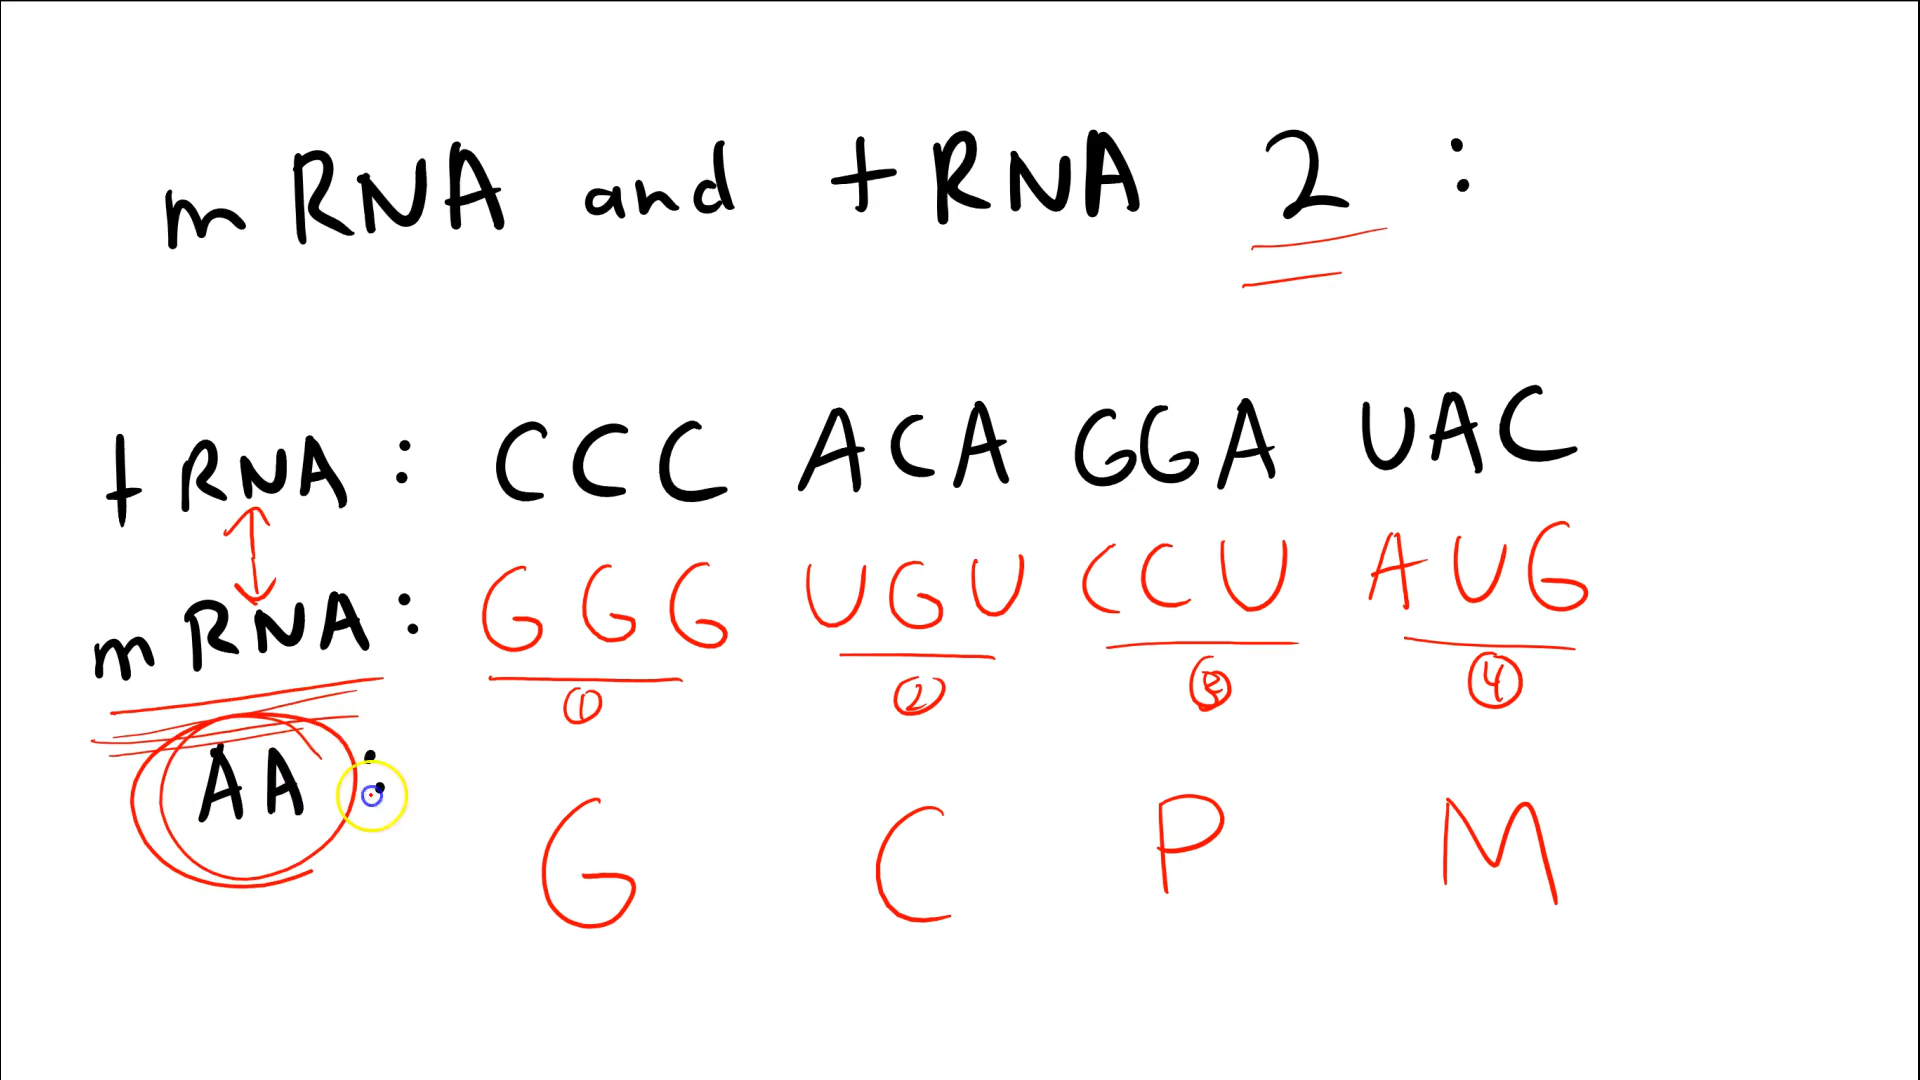 mRNA and tRNA 2 :
tRNA : CCC ACA GGA UAC
mRNA : GGG UGU CCU AUG
1 2 3 4
AA : G C P M